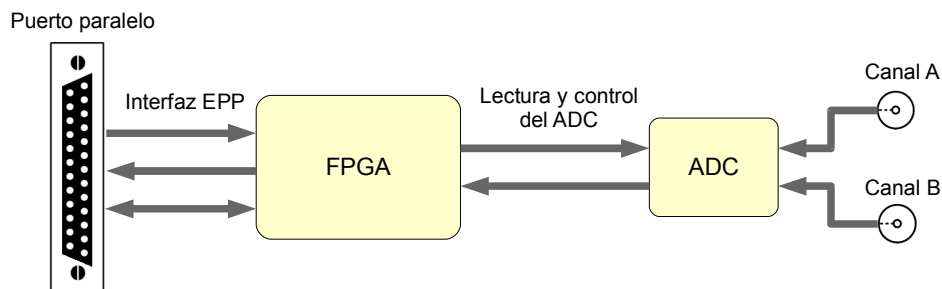 Puerto paralelo
Interfaz EPP
FPGA
Lectura y control
del ADC
ADC
Canal A
Canal B